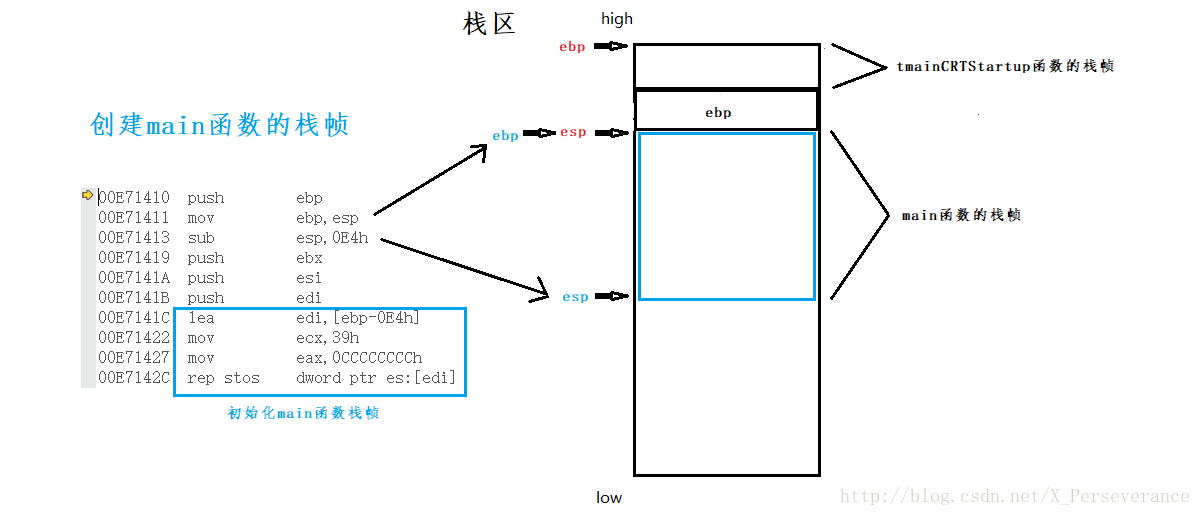 栈区
high
ebp
tmainCRTStartup函数的栈帧
ebp
创建main函数的栈帧
ebp
esp
00E71410 push ebp
00E71411 mov ebp,esp
00E71413 sub esp,0E4h
00E71419 push ebx
00E7141A push esi
00E7141B push edi
00E7141C lea edi,[ebp-0E4h]
00E71422 mov ecx,39h
00E71427 mov eax,0CCCCCCCCh
00E7142C rep stos dword ptr es:[edi]
初始化main函数栈帧
main函数的栈帧
esp
low
http://blog.csdn.net/X_Perseverance